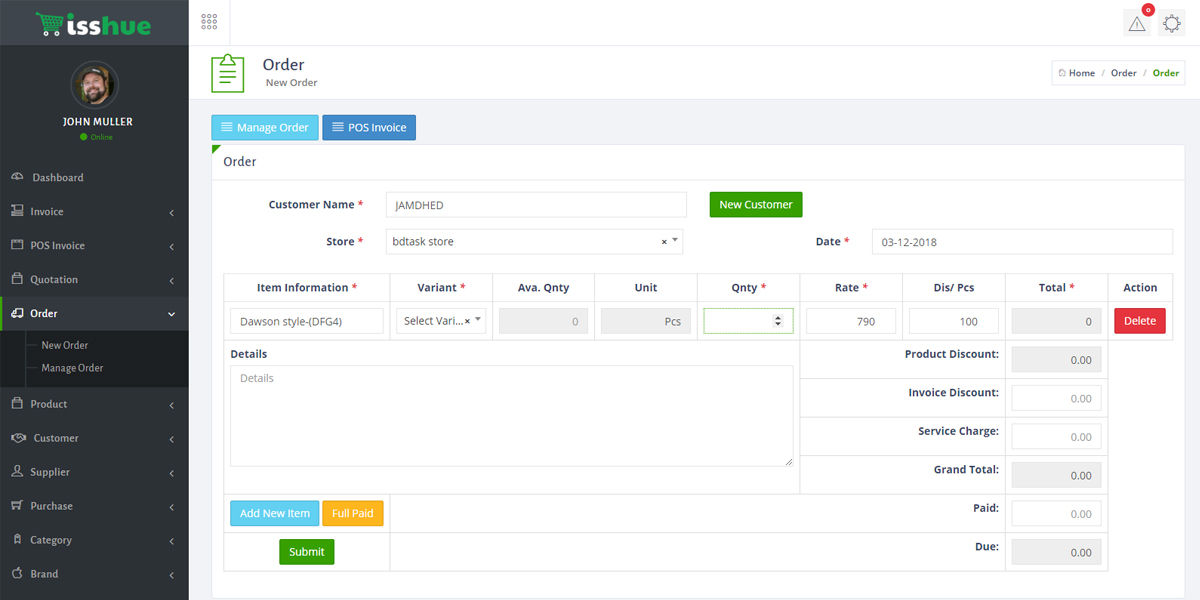 isshue
0
JOHN MULLER
Online
Dashboard
Invoice
POS Invoice
Quotation
Order
New Order
Manage Order
Product
Customer
Supplier
Purchase
Category
Brand
Order
New Order
Home / Order / Order
Manage Order POS Invoice
Order
Customer Name * JAMDHED New Customer
Store * bdtask store × Date * 03-12-2018
Item Information * Variant * Ava. Qnty Unit Qnty * Rate * Dis/ Pcs Total * Action
Dawson style-(DFG4) Select Vari...× 0 Pcs 790 100 0 Delete
Details Product Discount: 0.00
Details
Invoice Discount: 0.00
Service Charge: 0.00
Grand Total: 0.00
Add New Item Full Paid Paid: 0.00
Submit Due: 0.00